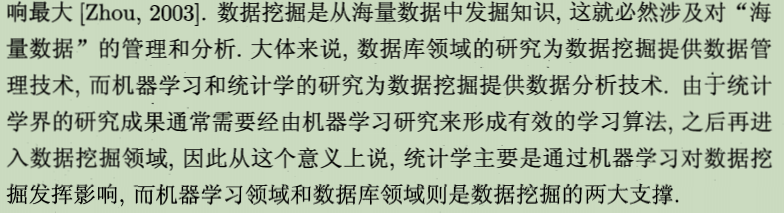 响最大 [Zhou, 2003]. 数据挖掘是从海量数据中发掘知识, 这就必然涉及对“海
量数据”的管理和分析. 大体来说, 数据库领域的研究为数据挖掘提供数据管
理技术, 而机器学习和统计学的研究为数据挖掘提供数据分析技术. 由于统计
学界的研究成果通常需要经由机器学习研究来形成有效的学习算法, 之后再进
入数据挖掘领域, 因此从这个意义上说, 统计学主要是通过机器学习对数据挖
掘发挥影响, 而机器学习领域和数据库领域则是数据挖掘的两大支撑.